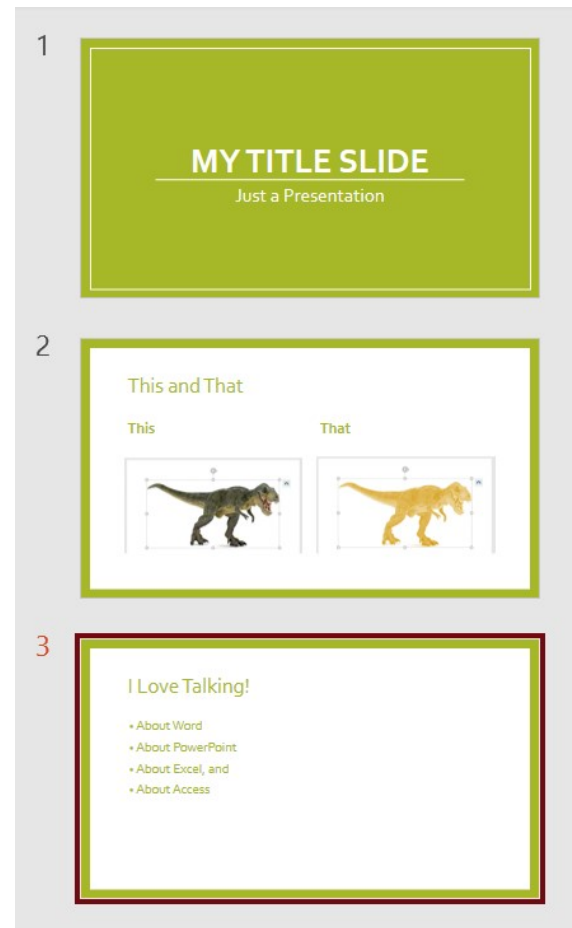 1
MY TITLE SLIDE
Just a Presentation
2
This and That
This That
3
I Love Talking!
• About Word
• About PowerPoint
• About Excel, and
• About Access